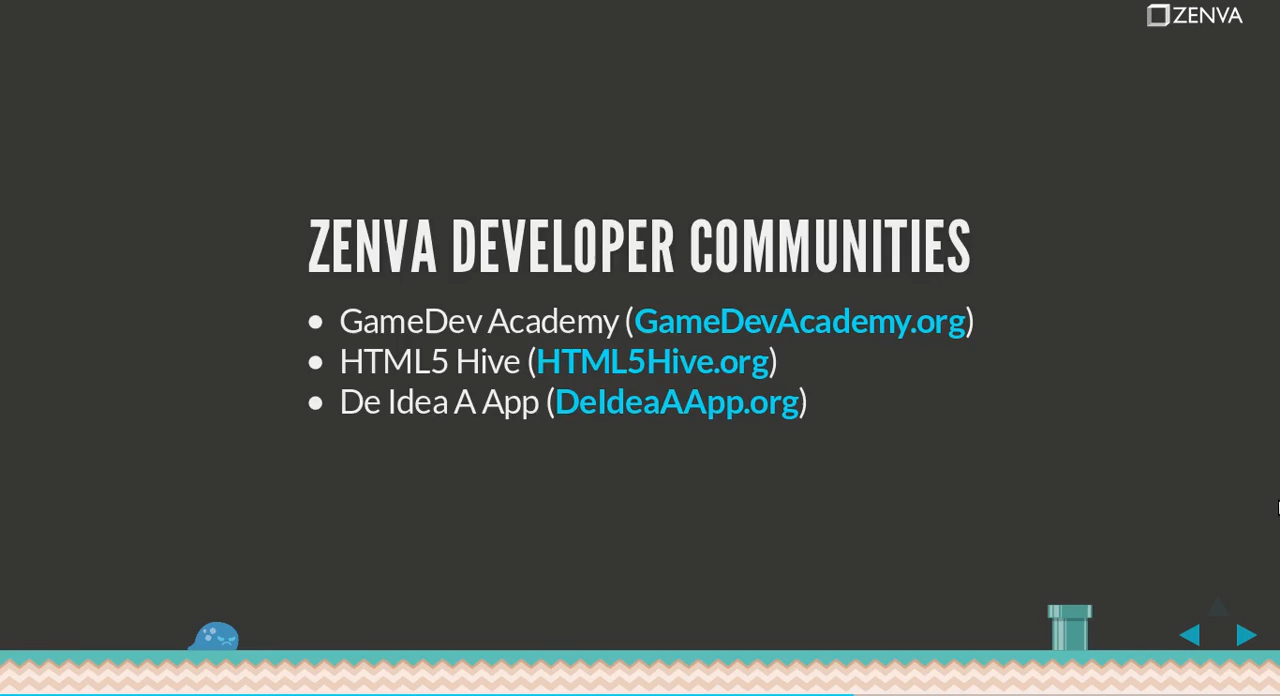 ZENVA
ZENVA DEVELOPER COMMUNITIES
• GameDev Academy (GameDevAcademy.org)
• HTML5 Hive (HTML5Hive.org)
• De Idea A App (DeIdeaAApp.org)